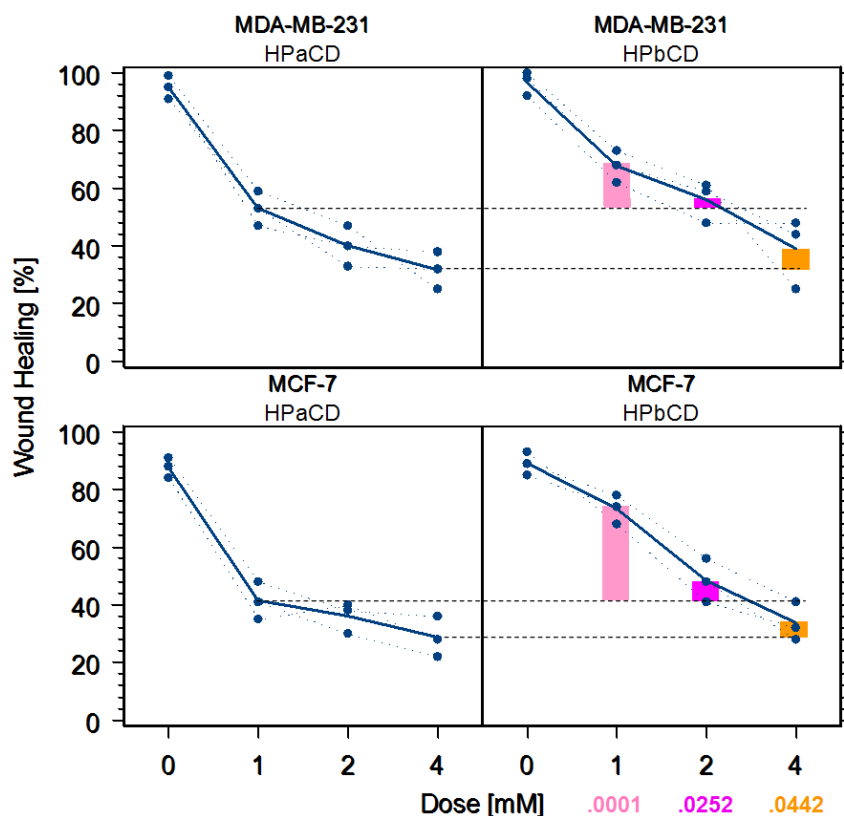 MDA-MB-231 MDA-MB-231
HPaCD HPbCD
100
80
60
40
20
0
Wound Healing [%]
MCF-7 MCF-7
HPaCD HPbCD
100
80
60
40
20
0
0 1 2 4 0 1 2 4
Dose [mM] .0001 .0252 .0442